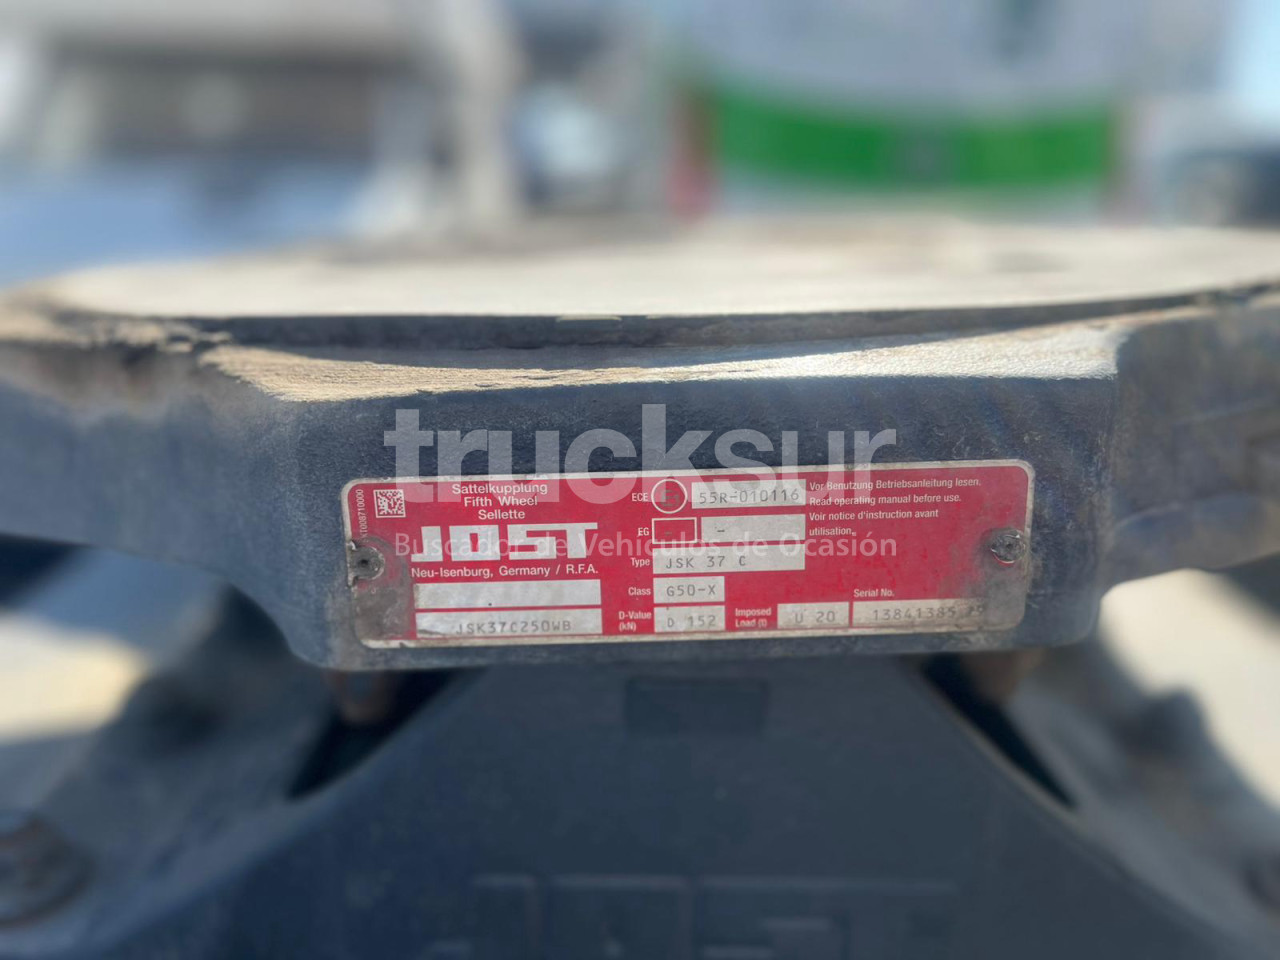 trucksur
Buscador de Vehículos de Ocasión
100871000
Sattelkupplung
Fifth Wheel
Sellette
JOST
Neu-Isenburg, Germany / R.F.A.
JSK37C250WB
ECE E1 55R-010116
EG -
Type JSK 37 C
Class G50-X
D-Value (kN) D 152
Imposed Load (t) U 20
Vor Benutzung Betriebsanleitung lesen.
Read operating manual before use.
Voir notice d'instruction avant
utilisation.
Serial No.